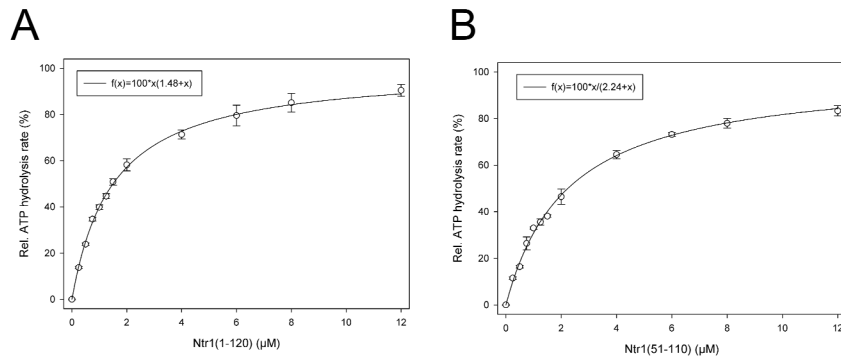 A
B
f(x)=100*x(1.48+x)
f(x)=100*x/(2.24+x)
Rel. ATP hydrolysis rate (%)
100
80
60
40
20
0
0 2 4 6 8 10 12
Ntr1(1-120) (µM)
Rel. ATP hydrolysis rate (%)
100
80
60
40
20
0
0 2 4 6 8 10 12
Ntr1(51-110) (µM)